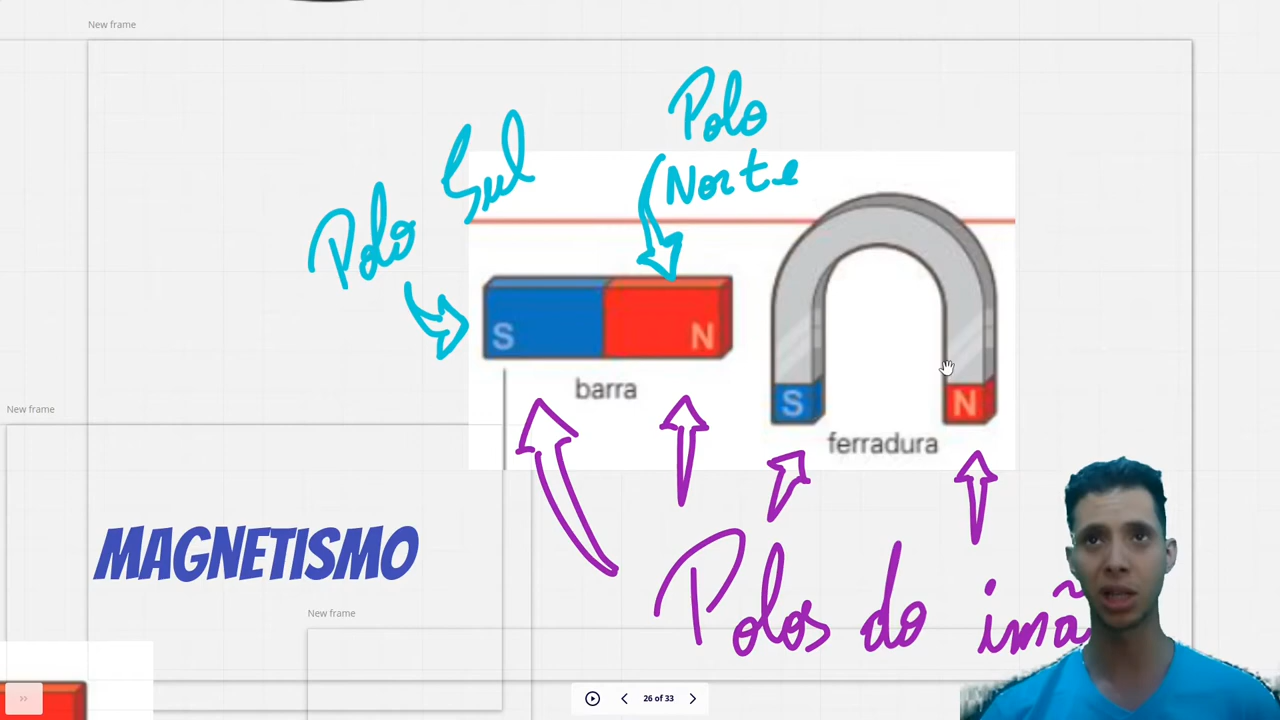 New frame
Polo
Norte
Polo Sul
S
N
barra
S
N
ferradura
New frame
MAGNETISMO
Polos do imã
New frame
26 of 33